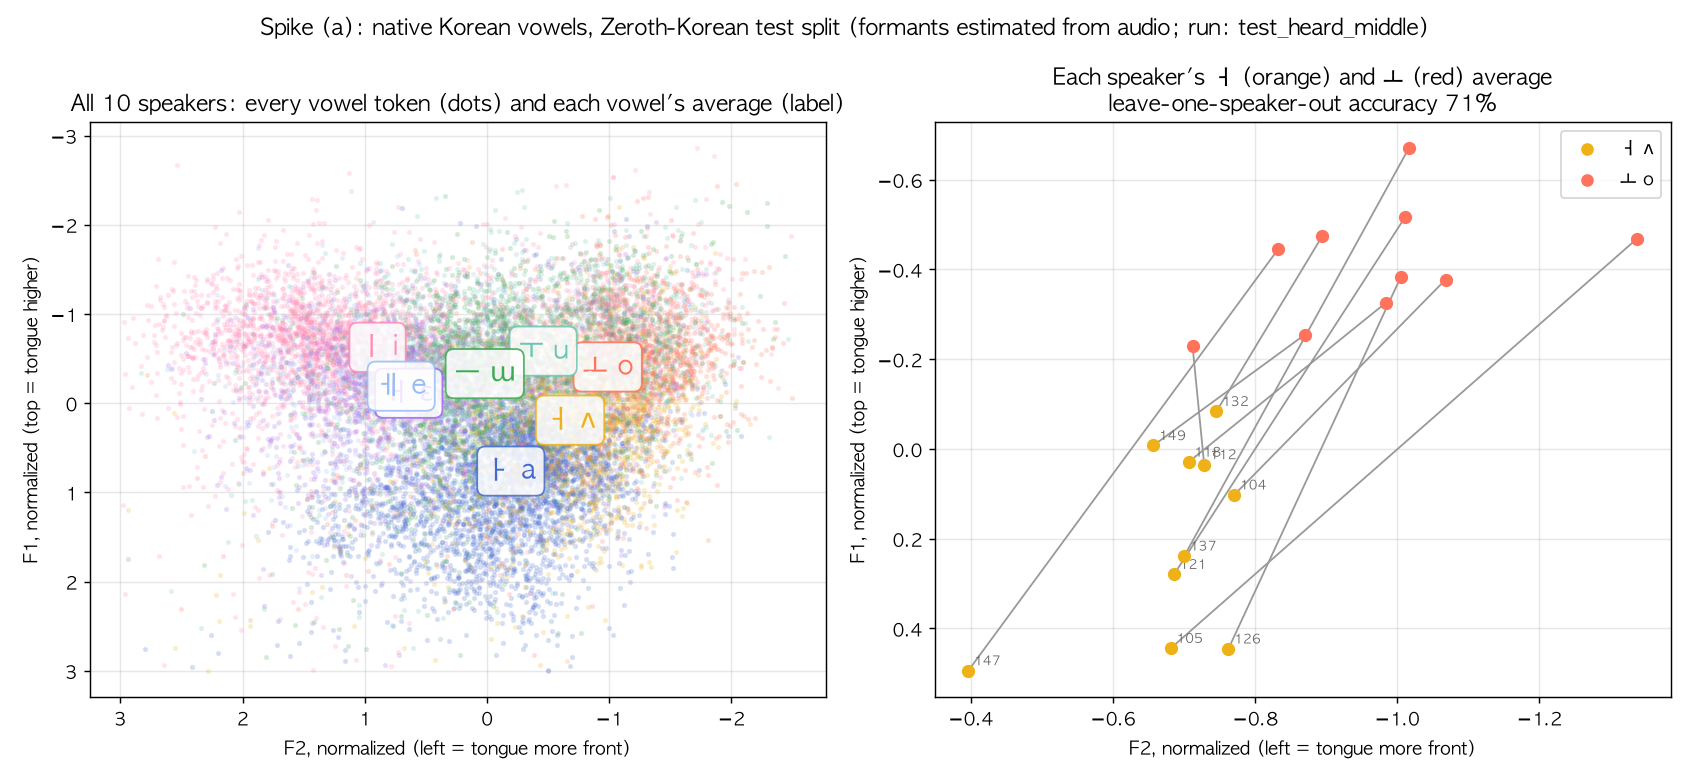 Spike (a): native Korean vowels, Zeroth-Korean test split (formants estimated from audio; run: test_heard_middle)
All 10 speakers: every vowel token (dots) and each vowel's average (label)
−3
−2
−1
0
1
2
3
F1, normalized (top = tongue higher)
ㅣ i
ㅔ e
ㅡ ɯ
ㅜ u
ㅗ o
ㅓ ʌ
ㅏ a
3
2
1
0
−1
−2
F2, normalized (left = tongue more front)
Each speaker's ㅓ (orange) and ㅗ (red) average
leave-one-speaker-out accuracy 71%
ㅓ ʌ
ㅗ o
−0.6
−0.4
−0.2
0.0
0.2
0.4
F1, normalized (top = tongue higher)
132
149
118
112
104
137
121
105
126
147
−0.4
−0.6
−0.8
−1.0
−1.2
F2, normalized (left = tongue more front)